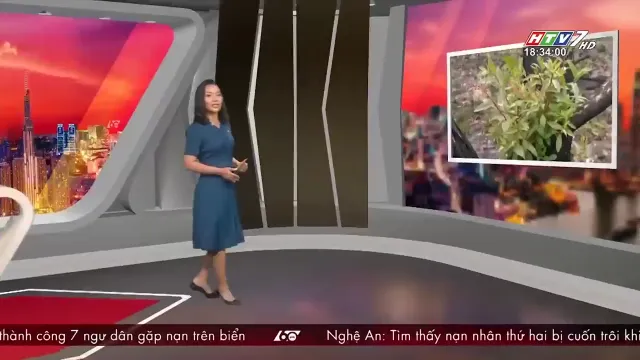 HTV7 HD
18:34:00
thành công 7 ngư dân gặp nạn trên biển 60 Nghệ An: Tìm thấy nạn nhân thứ hai bị cuốn trôi khi